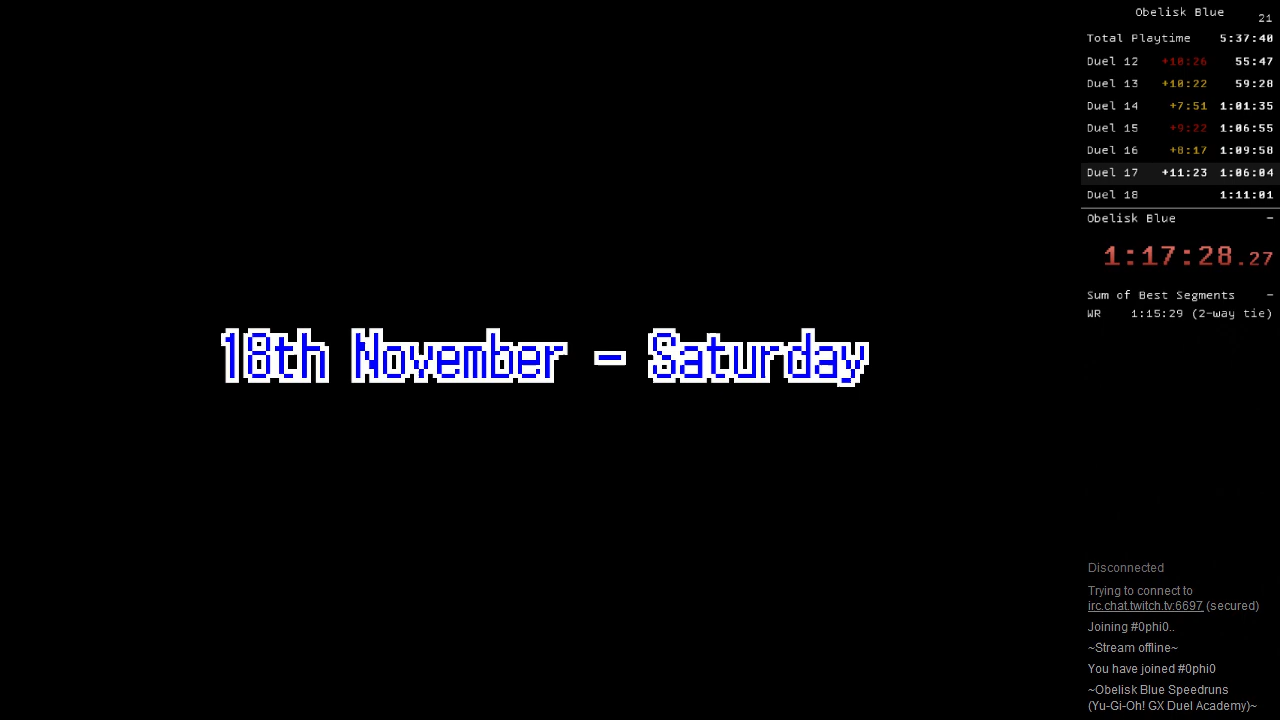 Obelisk Blue
21
Total Playtime 5:37:40
Duel 12 +10:26 55:47
Duel 13 +10:22 59:28
Duel 14 +7:51 1:01:35
Duel 15 +9:22 1:06:55
Duel 16 +8:17 1:09:58
Duel 17 +11:23 1:06:04
Duel 18 1:11:01
Obelisk Blue -
1:17:28.27
Sum of Best Segments -
WR 1:15:29 (2-way tie)
18th November - Saturday
Disconnected
Trying to connect to
irc.chat.twitch.tv:6697 (secured)
Joining #0phi0..
~Stream offline~
You have joined #0phi0
~Obelisk Blue Speedruns
(Yu-Gi-Oh! GX Duel Academy)~